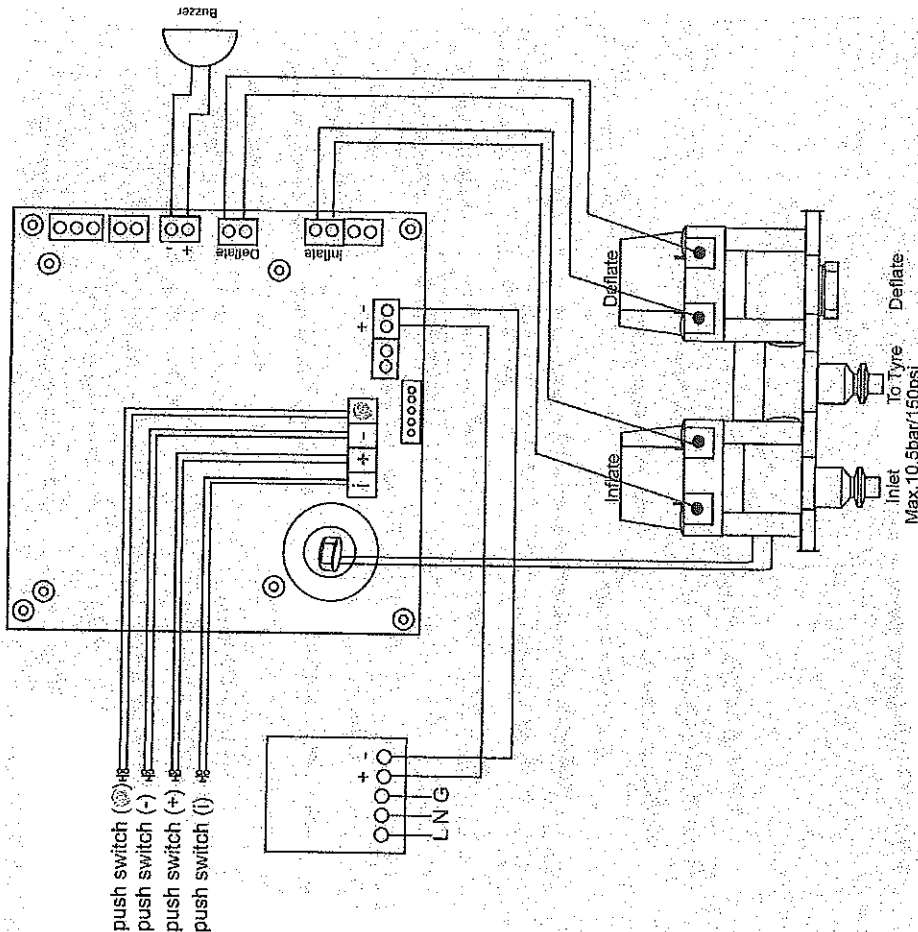 Buzzer
- +
Deflate
Inflate
+ -
- + i
push switch (@)
push switch (-)
push switch (+)
push switch (i)
+ -
L N G
Inflate
Deflate
Inlet
To Tyre
Deflate
Max.10.5bar/150psi